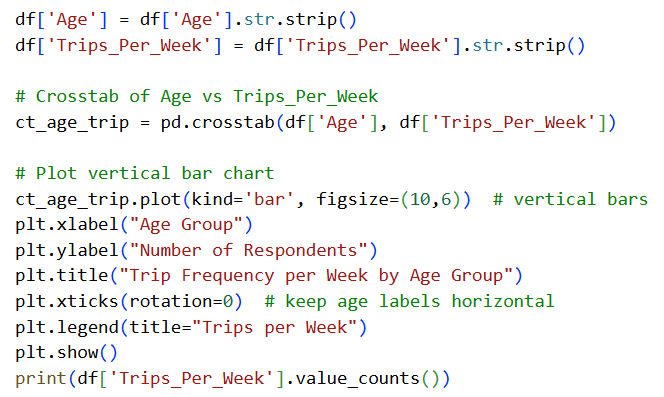 df['Age'] = df['Age'].str.strip()
df['Trips_Per_Week'] = df['Trips_Per_Week'].str.strip()
# Crosstab of Age vs Trips_Per_Week
ct_age_trip = pd.crosstab(df['Age'], df['Trips_Per_Week'])
# Plot vertical bar chart
ct_age_trip.plot(kind='bar', figsize=(10,6))  # vertical bars
plt.xlabel("Age Group")
plt.ylabel("Number of Respondents")
plt.title("Trip Frequency per Week by Age Group")
plt.xticks(rotation=0)  # keep age labels horizontal
plt.legend(title="Trips per Week")
plt.show()
print(df['Trips_Per_Week'].value_counts())